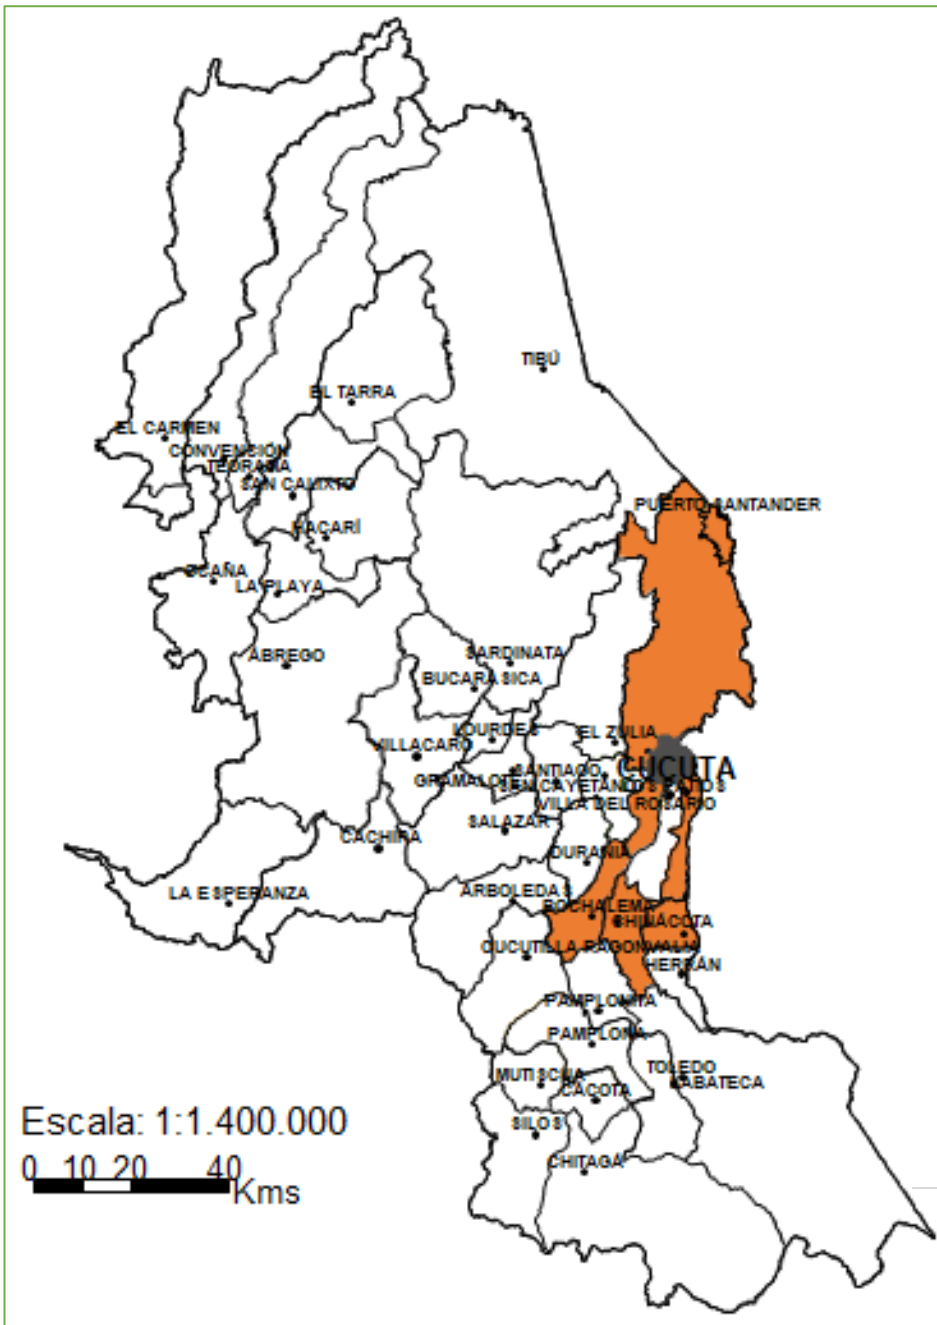 TIBÚ
EL TARRA
EL CARMEN
CONVENCIÓN
TEORAMA
SAN CALIXTO
PUERTO SANTANDER
HACARÍ
OCAÑA
LA PLAYA
ABREGO
SARDINATA
BUCARASICA
LOURDES
EL ZULIA
VILLACARO
CUCUTA
GRAMALOTE
SANTIAGO
SAN CAYETANO
VILLA DEL ROSARIO
SALAZAR
CACHIRA
DURANIA
LA ESPERANZA
ARBOLEDAS
BOCHALEMA
CHINÁCOTA
CUCUTILLA
RAGONVALIA
HERRÁN
PAMPLONITA
PAMPLONA
MUTISCUA
TOLEDO
LABATECA
CACOTA
SILOS
CHITAGÁ
Escala: 1:1.400.000
0 10 20 40
Kms